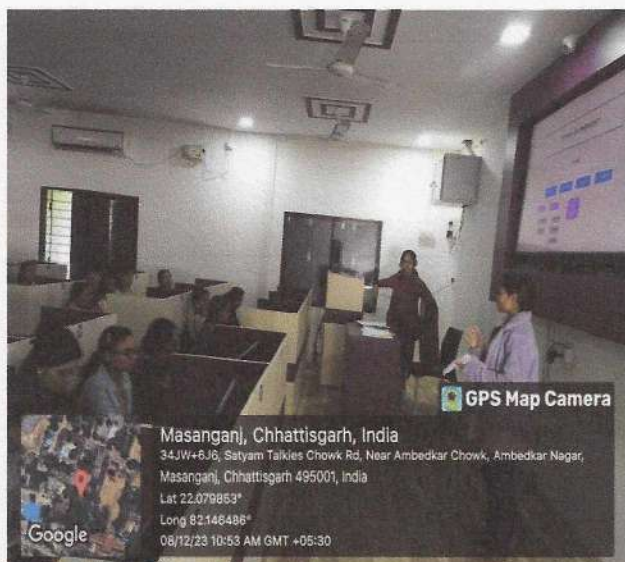 GPS Map Camera
Masanganj, Chhattisgarh, India
34JW+6J6, Satyam Talkies Chowk Rd, Near Ambedkar Chowk, Ambedkar Nagar,
Masanganj, Chhattisgarh 495001, India
Lat 22.079853°
Long 82.146486°
08/12/23 10:53 AM GMT +05:30
Google